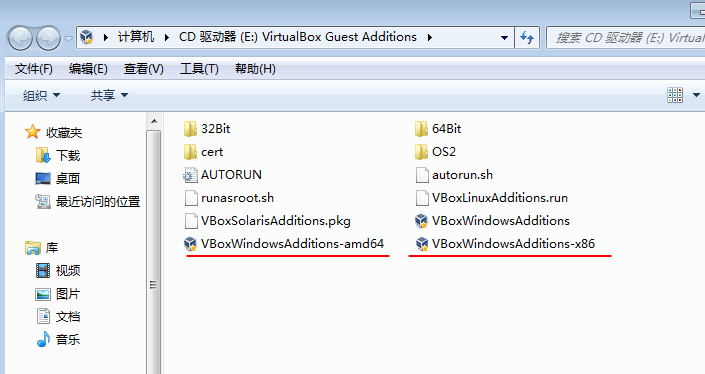 计算机 ▸ CD 驱动器 (E:) VirtualBox Guest Additions ▸
搜索 CD 驱动器 (E:) Virtual
文件(F) 编辑(E) 查看(V) 工具(T) 帮助(H)
组织 ▼ 共享 ▼
收藏夹
下载
桌面
最近访问的位置
库
视频
图片
文档
音乐
32Bit 64Bit
cert OS2
AUTORUN autorun.sh
runasroot.sh VBoxLinuxAdditions.run
VBoxSolarisAdditions.pkg VBoxWindowsAdditions
VBoxWindowsAdditions-amd64 VBoxWindowsAdditions-x86